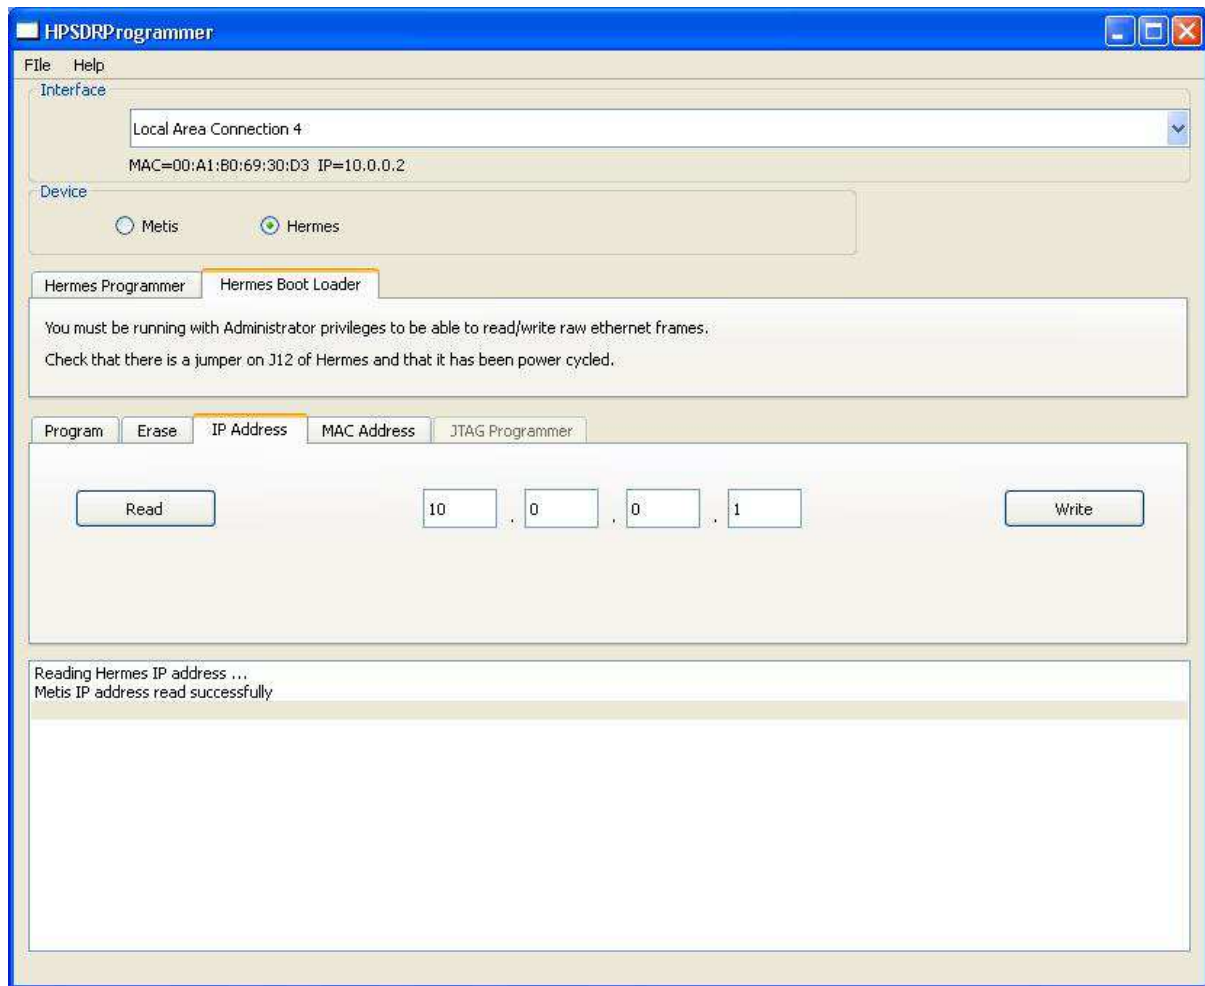 HPSDRProgrammer
FIle Help
Interface
Local Area Connection 4
MAC=00:A1:B0:69:30:D3 IP=10.0.0.2
Device
Metis Hermes
Hermes Programmer Hermes Boot Loader
You must be running with Administrator privileges to be able to read/write raw ethernet frames.
Check that there is a jumper on J12 of Hermes and that it has been power cycled.
Program Erase IP Address MAC Address JTAG Programmer
Read 10 . 0 . 0 . 1 Write
Reading Hermes IP address ...
Metis IP address read successfully